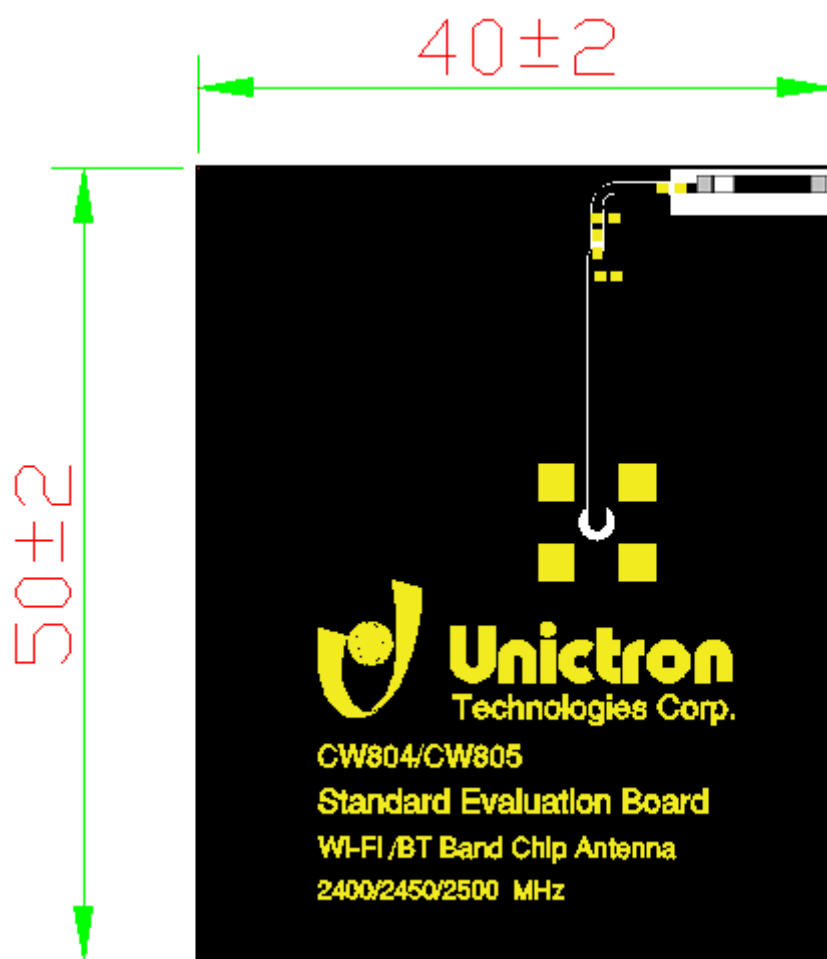 40±2
50±2
Unictron
Technologies Corp.
CW804/CW805
Standard Evaluation Board
WI-FI/BT Band Chip Antenna
2400/2450/2500 MHz